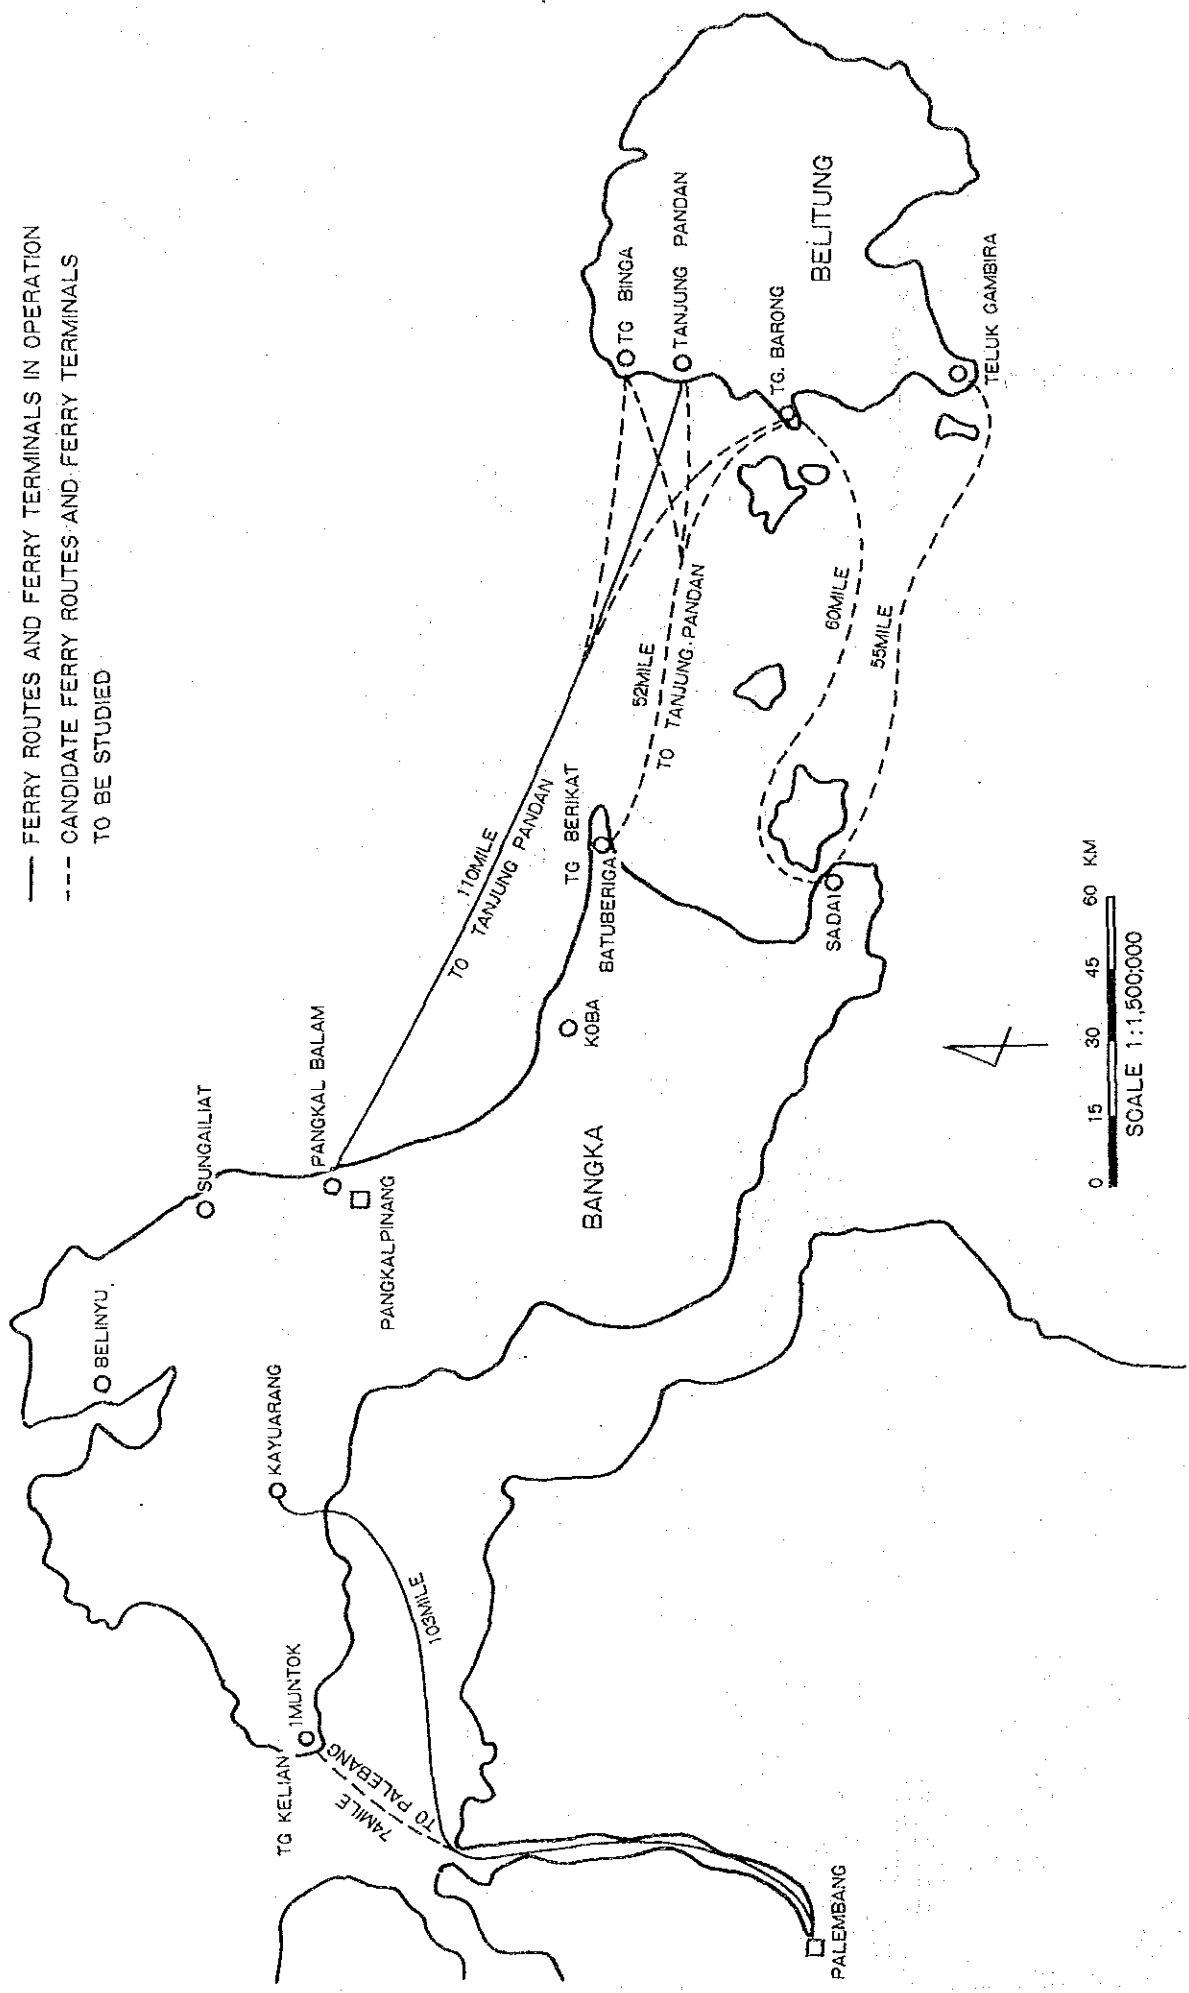 FERRY ROUTES AND FERRY TERMINALS IN OPERATION
CANDIDATE FERRY ROUTES AND FERRY TERMINALS
TO BE STUDIED
BELINYU
SUNGAILIAT
KAYUARANG
PANGKAL BALAM
PANGKALPINANG
TG KELIAN
1MUNTOK
74MILE
TO PALEBANG
103MILE
PALEMBANG
BANGKA
KOBA
110MILE
TO TANJUNG PANDAN
TG BERIKAT
BATUBERIGA
52MILE
TO TANJUNG PANDAN
SADAI
60MILE
55MILE
TG BINGA
TANJUNG PANDAN
TG. BARONG
BELITUNG
TELUK GAMBIRA
0 15 30 45 60 KM
SCALE 1:1,500,000